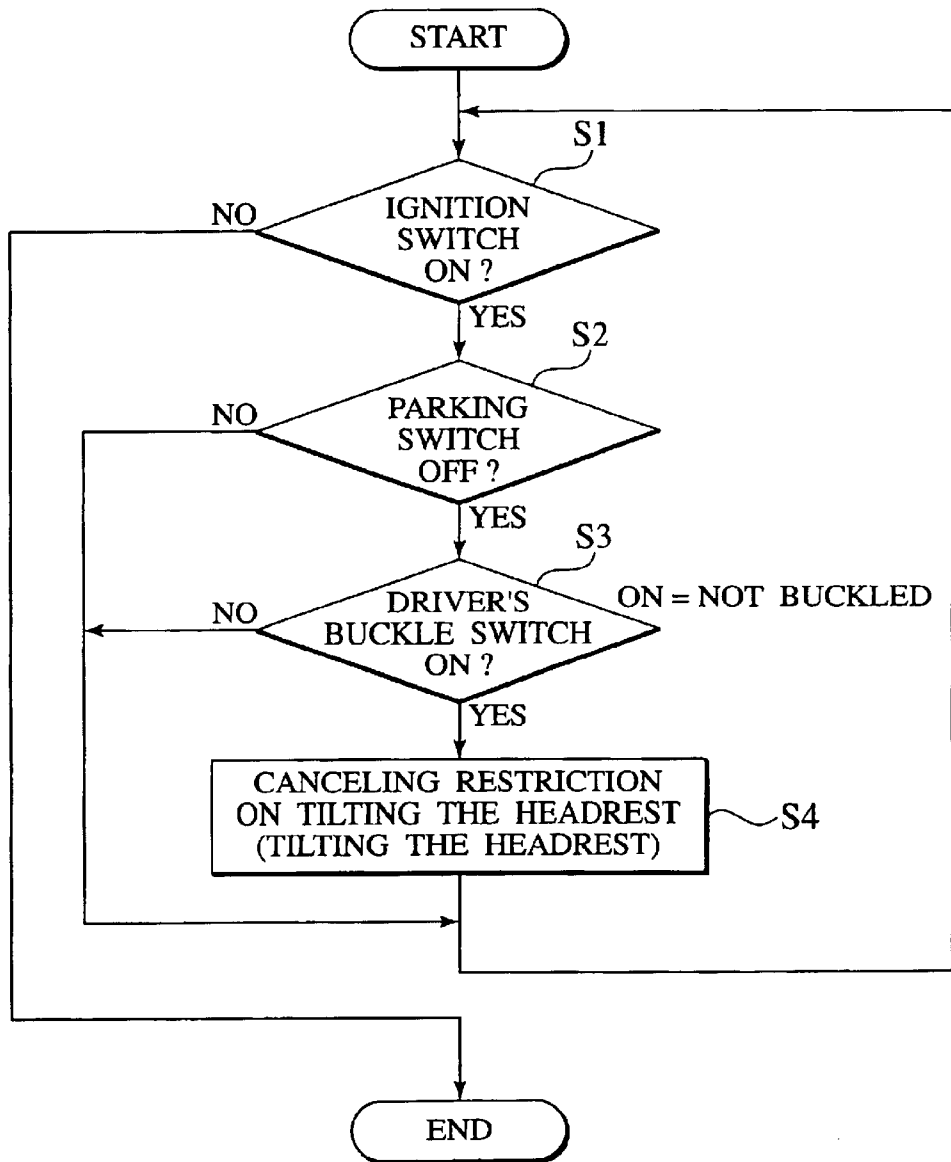 START
S1
IGNITION
SWITCH
ON ?
NO
YES
S2
PARKING
SWITCH
OFF ?
NO
YES
S3
DRIVER'S
BUCKLE SWITCH
ON ?
NO
ON = NOT BUCKLED
YES
CANCELING RESTRICTION
ON TILTING THE HEADREST
(TILTING THE HEADREST)
S4
END